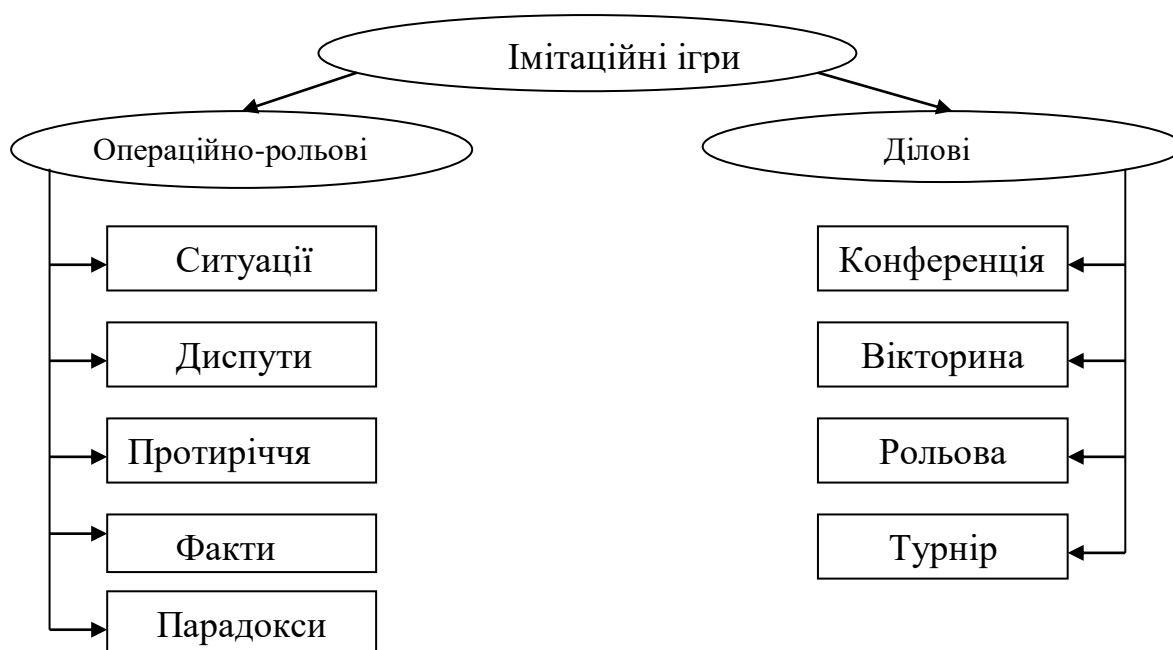 Імітаційні ігри
Операційно-рольові
Ділові
Ситуації
Диспути
Протиріччя
Факти
Парадокси
Конференція
Вікторина
Рольова
Турнір